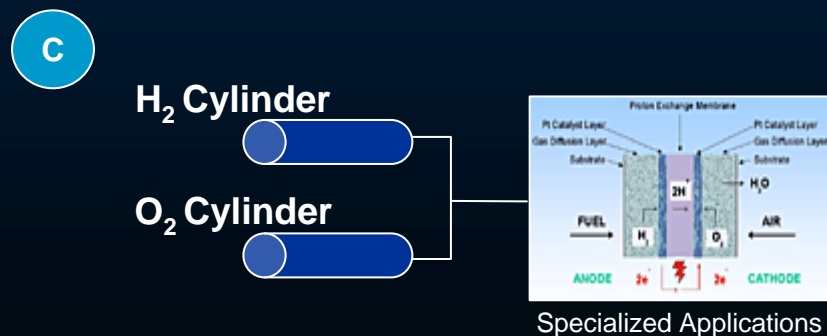 C
H₂ Cylinder
O₂ Cylinder
Proton Exchange Membrane
Pt Catalyst Layer
Pt Catalyst Layer
Gas Diffusion Layer
Gas Diffusion Layer
Substrate
Substrate
2H⁺
H₂O
FUEL
AIR
H₂
O₂
ANODE
2e⁻
2e⁻
CATHODE
Specialized Applications